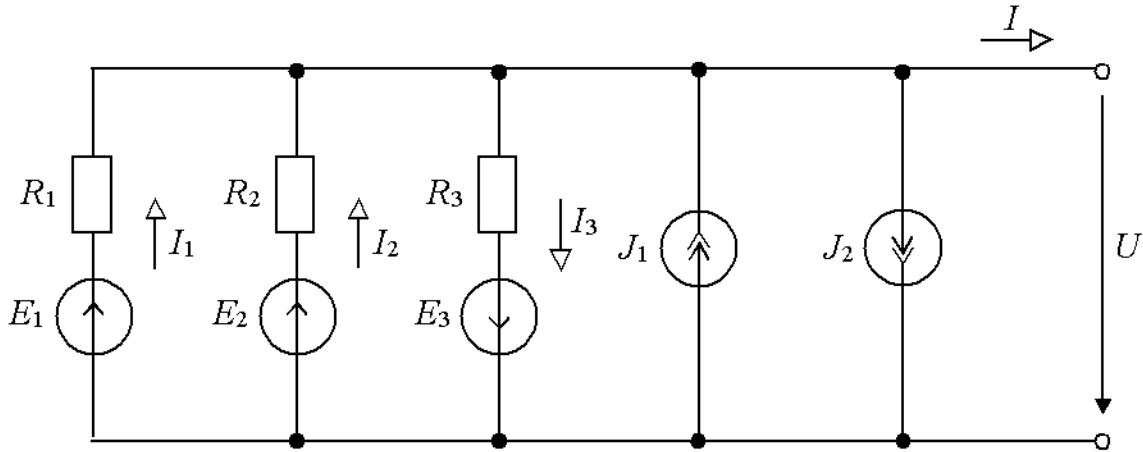 I
R₁
I₁
R₂
I₂
R₃
I₃
J₁
J₂
U
E₁
E₂
E₃